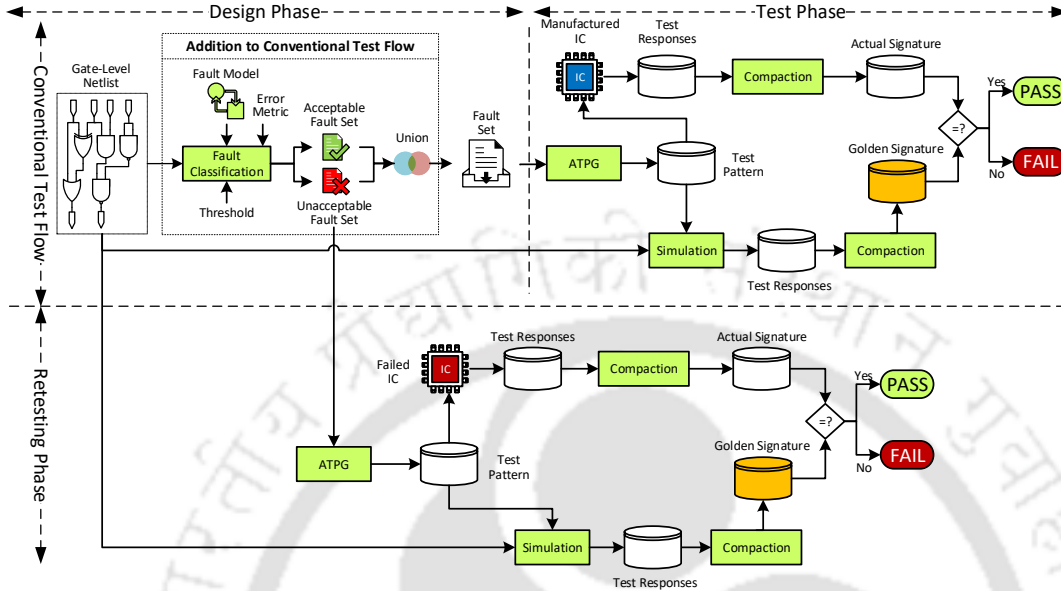 Design Phase
Test Phase
Conventional Test Flow
Gate-Level
Netlist
Addition to Conventional Test Flow
Fault Model
Error
Metric
Fault
Classification
Threshold
Acceptable
Fault Set
Unacceptable
Fault Set
Union
Fault
Set
Manufactured
IC
IC
Test
Responses
Compaction
Actual Signature
ATPG
Test
Pattern
Golden Signature
=?
Yes
PASS
No
FAIL
Simulation
Test Responses
Compaction
Retesting Phase
Failed
IC
IC
Test Responses
Compaction
Actual Signature
ATPG
Test
Pattern
Golden Signature
=?
Yes
PASS
No
FAIL
Simulation
Test Responses
Compaction